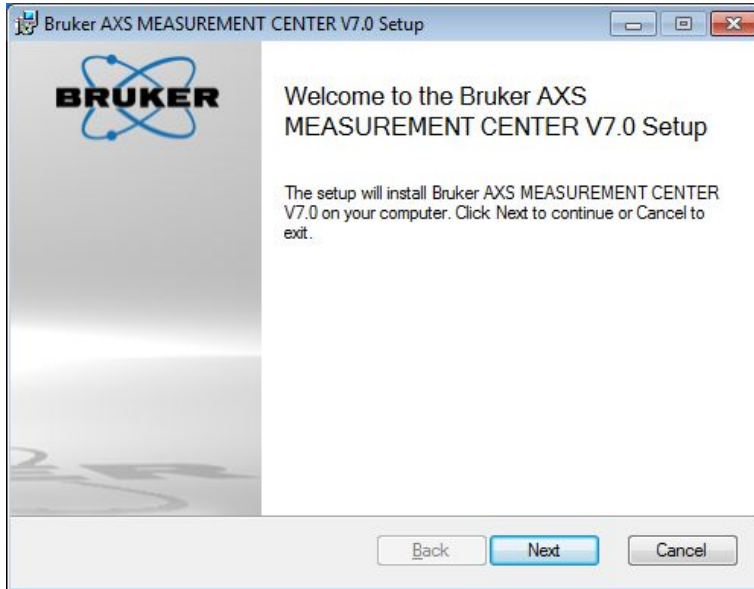 Bruker AXS MEASUREMENT CENTER V7.0 Setup
BRUKER
Welcome to the Bruker AXS
MEASUREMENT CENTER V7.0 Setup
The setup will install Bruker AXS MEASUREMENT CENTER
V7.0 on your computer. Click Next to continue or Cancel to
exit.
Back Next Cancel